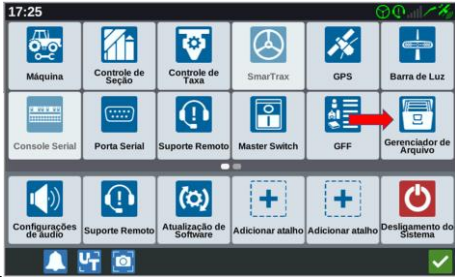 17:25
Máquina
Controle de
Seção
Controle de
Taxa
SmarTrax
GPS
Barra de Luz
Console Serial
Porta Serial
Suporte Remoto
Master Switch
GFF
Gerenciador de
Arquivo
Configurações
de áudio
Suporte Remoto
Atualização de
Software
Adicionar atalho
Adicionar atalho
Desligamento do
Sistema
UT